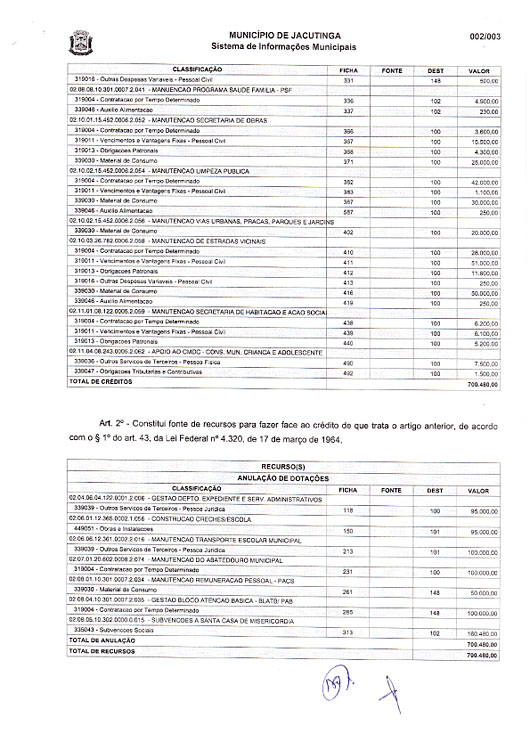 MUNICÍPIO DE JACUTINGA
002/003
Sistema de Informações Municipais
CLASSIFICAÇÃO FICHA FONTE DEST VALOR
319016 - Outras Despesas Variaveis - Pessoal Civil 331 148 500,00
02.08.08.10.301.0007.2.041 - MANUENCAO PROGRAMA SAUDE FAMILIA - PSF
319004 - Contratacao por Tempo Determinado 336 102 4.900,00
339046 - Auxilio Alimentacao 337 102 230,00
02.10.01.15.452.0006.2.052 - MANUTENCAO SECRETARIA DE OBRAS
319004 - Contratacao por Tempo Determinado 366 100 3.600,00
319011 - Vencimentos e Vantagens Fixas - Pessoal Civil 367 100 15.500,00
319013 - Obrigacoes Patronais 368 100 4.300,00
339030 - Material de Consumo 371 100 25.000,00
02.10.02.15.452.0006.2.054 - MANUTENCAO LIMPEZA PUBLICA
319004 - Contratacao por Tempo Determinado 382 100 42.000,00
319011 - Vencimentos e Vantagens Fixas - Pessoal Civil 383 100 1.100,00
339030 - Material de Consumo 387 100 30.000,00
339046 - Auxilio Alimentacao 587 100 250,00
02.10.02.15.452.0006.2.056 - MANUTENCAO VIAS URBANAS, PRACAS, PARQUES E JARDINS
339030 - Material de Consumo 402 100 20.000,00
02.10.03.26.782.0006.2.058 - MANUTENCAO DE ESTRADAS VICINAIS
319004 - Contratacao por Tempo Determinado 410 100 28.000,00
319011 - Vencimentos e Vantagens Fixas - Pessoal Civil 411 100 51.000,00
319013 - Obrigacoes Patronais 412 100 11.800,00
319016 - Outras Despesas Variaveis - Pessoal Civil 413 100 250,00
339030 - Material de Consumo 416 100 50.000,00
339046 - Auxilio Alimentacao 419 100 250,00
02.11.01.08.122.0005.2.059 - MANUTENCAO SECRETARIA DE HABITACAO E ACAO SOCIAL
319004 - Contratacao por Tempo Determinado 438 100 6.200,00
319011 - Vencimentos e Vantagens Fixas - Pessoal Civil 439 100 6.100,00
319013 - Obrigacoes Patronais 440 100 5.200,00
02.11.04.08.243.0005.2.062 - APOIO AO CMDC - CONS. MUN. CRIANCA E ADOLESCENTE
339036 - Outros Servicos de Terceiros - Pessoa Fisica 490 100 7.500,00
339047 - Obrigacoes Tributarias e Contributivas 492 100 1.500,00
TOTAL DE CRÉDITOS 700.480,00
Art. 2º - Constitui fonte de recursos para fazer face ao crédito de que trata o artigo anterior, de acordo
com o § 1º do art. 43, da Lei Federal nº 4.320, de 17 de março de 1964.
RECURSO(S)
ANULAÇÃO DE DOTAÇÕES
CLASSIFICAÇÃO FICHA FONTE DEST VALOR
02.04.06.04.122.0001.2.006 - GESTAO DEPTO. EXPEDIENTE E SERV. ADMINISTRATIVOS
339039 - Outros Servicos de Terceiros - Pessoa Juridica 118 100 95.000,00
02.06.01.12.365.0002.1.056 - CONSTRUCAO CRECHES/ESCOLA
449051 - Obras e Instalacoes 150 101 95.000,00
02.06.06.12.361.0002.2.016 - MANUTENCAO TRANSPORTE ESCOLAR MUNICIPAL
339039 - Outros Servicos de Terceiros - Pessoa Juridica 213 101 100.000,00
02.07.01.20.602.0008.2.074 - MANUTENCAO DO ABATEDOURO MUNICIPAL
319004 - Contratacao por Tempo Determinado 231 100 100.000,00
02.08.01.10.301.0007.2.034 - MANUTENCAO REMUNERACAO PESSOAL - PACS
339030 - Material de Consumo 261 148 50.000,00
02.08.04.10.301.0007.2.035 - GESTAO BLOCO ATENCAO BASICA - BLATB/ PAB
319004 - Contratacao por Tempo Determinado 285 148 100.000,00
02.08.05.10.302.0000.0.015 - SUBVENCOES A SANTA CASA DE MISERICORDIA
335043 - Subvencoes Sociais 313 102 160.480,00
TOTAL DE ANULAÇÃO 700.480,00
TOTAL DE RECURSOS 700.480,00